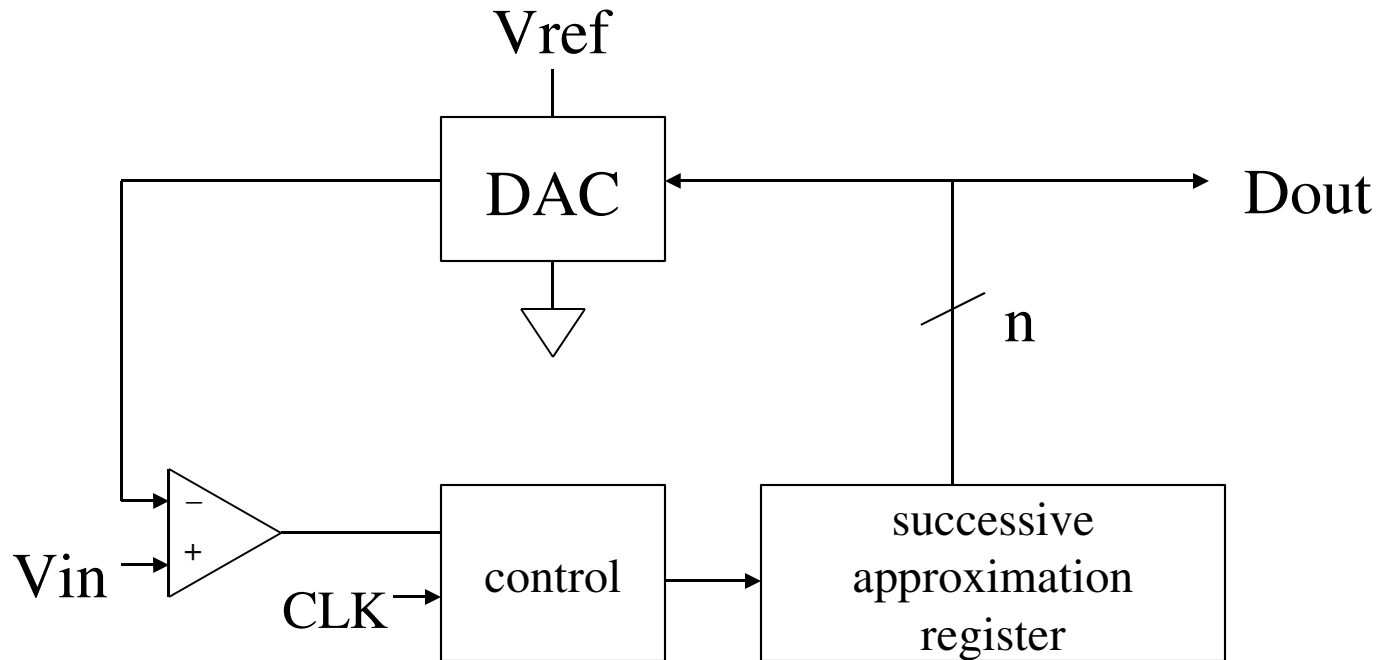 Vref
DAC
Dout
n
−
+
Vin
CLK
control
successive
approximation
register